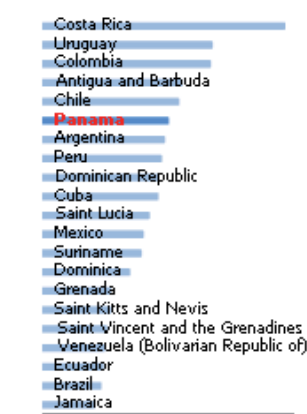 Costa Rica
Uruguay
Colombia
Antigua and Barbuda
Chile
Panama
Argentina
Peru
Dominican Republic
Cuba
Saint Lucia
Mexico
Suriname
Dominica
Grenada
Saint Kitts and Nevis
Saint Vincent and the Grenadines
Venezuela (Bolivarian Republic of)
Ecuador
Brazil
Jamaica